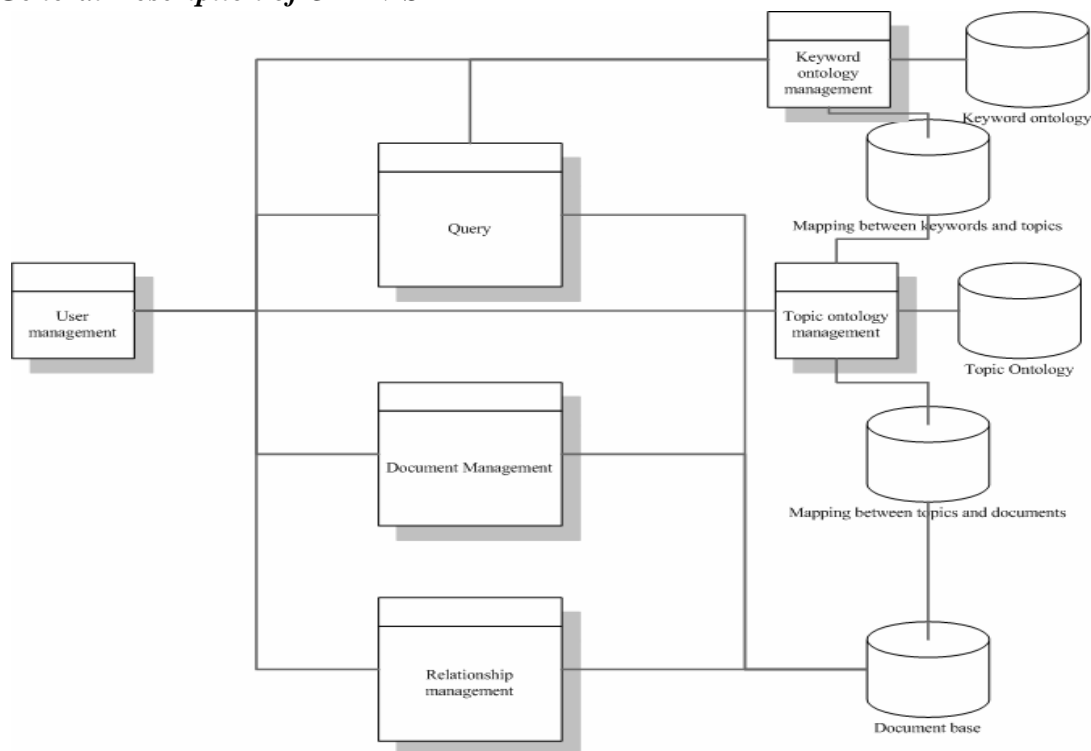 Keyword
ontology
management
Keyword ontology
Mapping between keywords and topics
Query
User
management
Topic ontology
management
Topic Ontology
Document Management
Mapping between topics and documents
Relationship
management
Document base